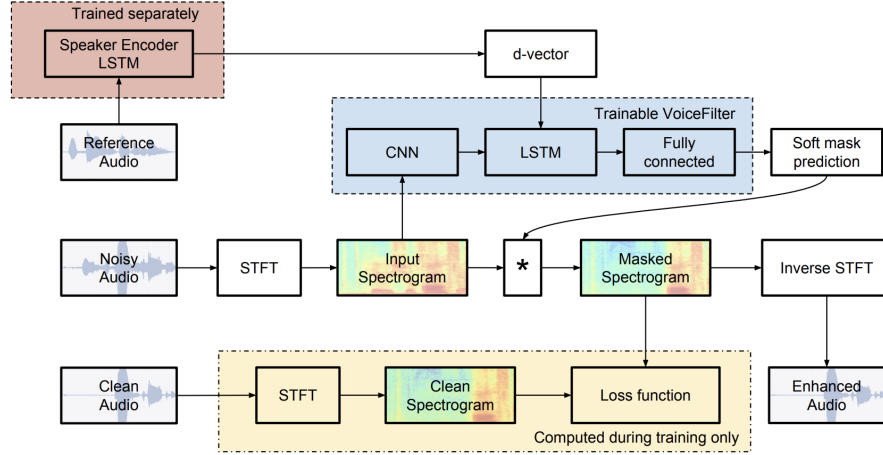 Trained separately
Speaker Encoder
LSTM
d-vector
Trainable VoiceFilter
Reference
Audio
CNN
LSTM
Fully
connected
Soft mask
prediction
Noisy
Audio
STFT
Input
Spectrogram
*
Masked
Spectrogram
Inverse STFT
Clean
Audio
STFT
Clean
Spectrogram
Loss function
Enhanced
Audio
Computed during training only